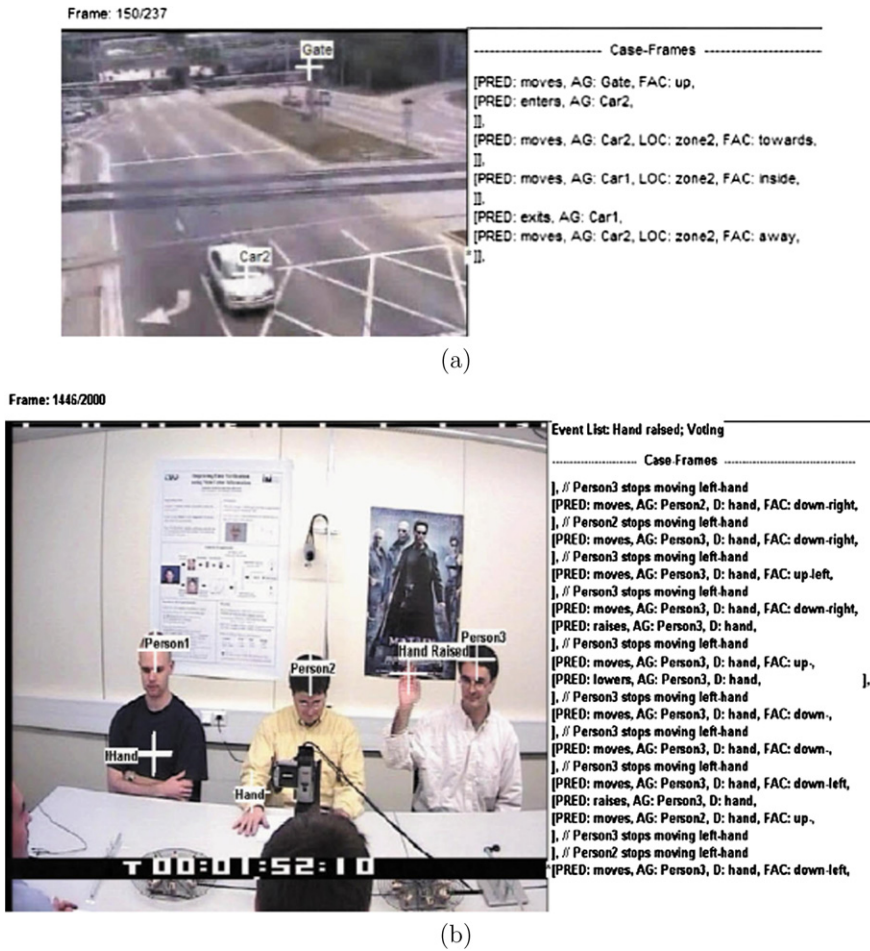 Frame: 150/237
Gate
Car2
Case-Frames
[PRED: moves, AG: Gate, FAC: up,
[PRED: enters, AG: Car2,
]],
[PRED: moves, AG: Car2, LOC: zone2, FAC: towards,
]],
[PRED: moves, AG: Car1, LOC: zone2, FAC: inside,
]],
[PRED: exits, AG: Car1,
[PRED: moves, AG: Car2, LOC: zone2, FAC: away,
*]],
(a)
Frame: 1446/2000
Person1
Person2
Person3
Hand Raised
Hand
Hand
T 00:01:52:10
Event List: Hand raised; Voting
Case Frames
], // Person3 stops moving left-hand
[PRED: moves, AG: Person2, D: hand, FAC: down-right,
], // Person2 stops moving left-hand
[PRED: moves, AG: Person3, D: hand, FAC: down-right,
], // Person3 stops moving left-hand
[PRED: moves, AG: Person3, D: hand, FAC: up-left,
], // Person3 stops moving left-hand
[PRED: moves, AG: Person3, D: hand, FAC: down-right,
[PRED: raises, AG: Person3, D: hand,
], // Person3 stops moving left-hand
[PRED: moves, AG: Person3, D: hand, FAC: up-,
[PRED: lowers, AG: Person3, D: hand, ],
], // Person3 stops moving left-hand
[PRED: moves, AG: Person3, D: hand, FAC: down-,
], // Person3 stops moving left-hand
[PRED: moves, AG: Person3, D: hand, FAC: down-,
], // Person3 stops moving left-hand
[PRED: moves, AG: Person3, D: hand, FAC: down-left,
[PRED: raises, AG: Person3, D: hand,
[PRED: moves, AG: Person2, D: hand, FAC: up-,
], // Person3 stops moving left-hand
], // Person2 stops moving left-hand
*[PRED: moves, AG: Person3, D: hand, FAC: down-left,
(b)